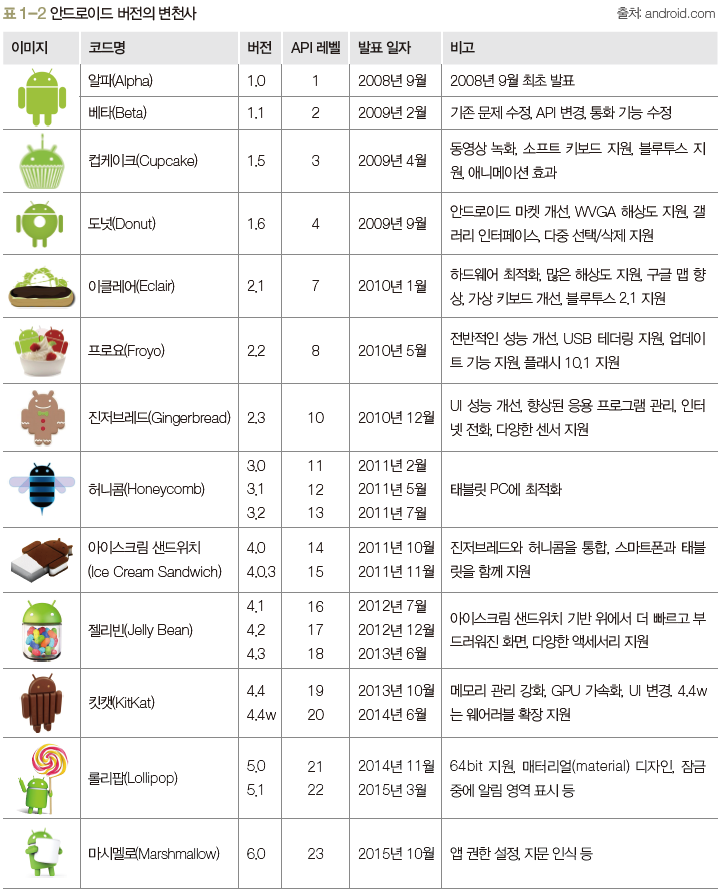 표 1-2 안드로이드 버전의 변천사 출처: android.com
이미지 코드명 버전 API 레벨 발표 일자 비고
알파(Alpha) 1.0 1 2008년 9월 2008년 9월 최초 발표
베타(Beta) 1.1 2 2009년 2월 기존 문제 수정, API 변경, 통화 기능 수정
컵케이크(Cupcake) 1.5 3 2009년 4월 동영상 녹화, 소프트 키보드 지원, 블루투스 지
원, 애니메이션 효과
도넛(Donut) 1.6 4 2009년 9월 안드로이드 마켓 개선, WVGA 해상도 지원, 갤
러리 인터페이스, 다중 선택/삭제 지원
이클레어(Eclair) 2.1 7 2010년 1월 하드웨어 최적화, 많은 해상도 지원, 구글 맵 향
상, 가상 키보드 개선, 블루투스 2.1 지원
프로요(Froyo) 2.2 8 2010년 5월 전반적인 성능 개선, USB 테더링 지원, 업데이
트 기능 지원, 플래시 10.1 지원
진저브레드(Gingerbread) 2.3 10 2010년 12월 UI 성능 개선, 향상된 응용 프로그램 관리, 인터
넷 전화, 다양한 센서 지원
허니콤(Honeycomb) 3.0 11 2011년 2월 태블릿 PC에 최적화
3.1 12 2011년 5월
3.2 13 2011년 7월
아이스크림 샌드위치 4.0 14 2011년 10월 진저브레드와 허니콤을 통합, 스마트폰과 태블
(Ice Cream Sandwich) 4.0.3 15 2011년 11월 릿을 함께 지원
젤리빈(Jelly Bean) 4.1 16 2012년 7월 아이스크림 샌드위치 기반 위에서 더 빠르고 부
4.2 17 2012년 12월 드러워진 화면, 다양한 액세서리 지원
4.3 18 2013년 6월
킷캣(KitKat) 4.4 19 2013년 10월 메모리 관리 강화, GPU 가속화, UI 변경, 4.4w
4.4w 20 2014년 6월 는 웨어러블 확장 지원
롤리팝(Lollipop) 5.0 21 2014년 11월 64bit 지원, 매터리얼(material) 디자인, 잠금
5.1 22 2015년 3월 중에 알림 영역 표시 등
마시멜로(Marshmallow) 6.0 23 2015년 10월 앱 권한 설정, 지문 인식 등